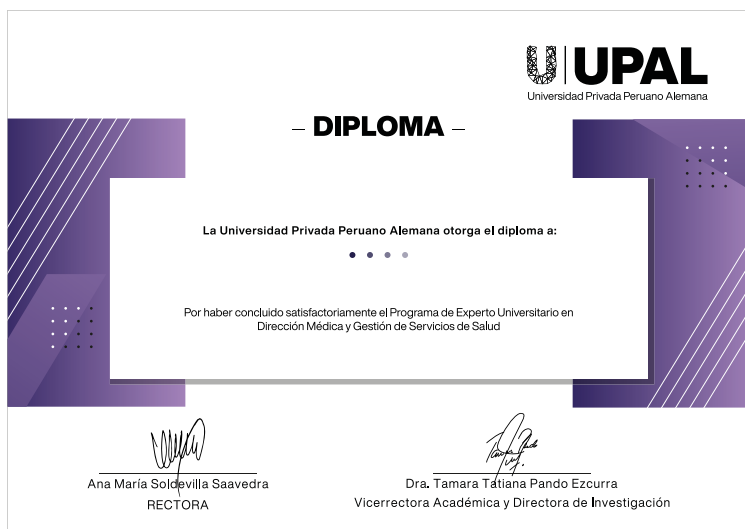 UPAL
Universidad Privada Peruano Alemana
– DIPLOMA –
La Universidad Privada Peruano Alemana otorga el diploma a:
Por haber concluido satisfactoriamente el Programa de Experto Universitario en
Dirección Médica y Gestión de Servicios de Salud
Ana María Soldevilla Saavedra
RECTORA
Dra. Tamara Tatiana Pando Ezcurra
Vicerrectora Académica y Directora de Investigación